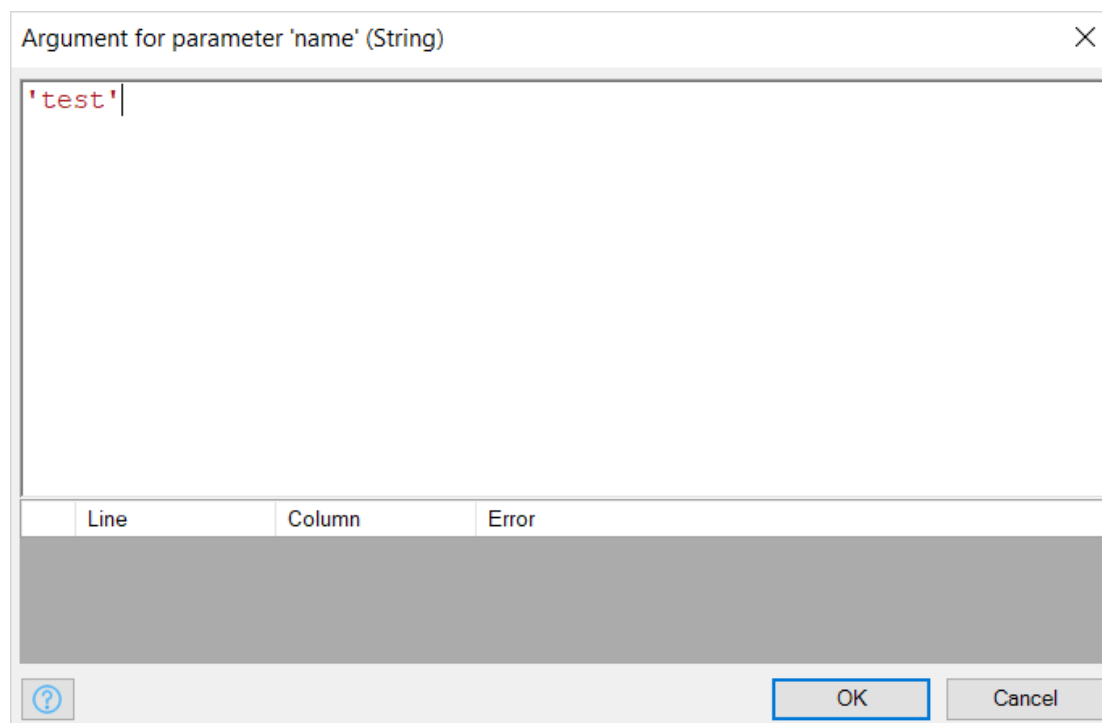 Argument for parameter 'name' (String)
'test'
Line Column Error
OK Cancel